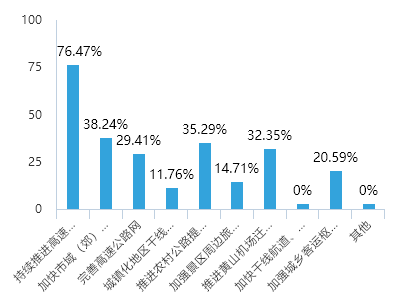 100
75
50
25
0
76.47%
38.24%
29.41%
11.76%
35.29%
14.71%
32.35%
0%
20.59%
0%
持续推进高速...
加快市域（郊）...
完善高速公路网
城镇化地区干线...
推进农村公路提...
加强景区周边旅...
推进黄山机场迁...
加快干线航道...
加强城乡客运枢...
其他